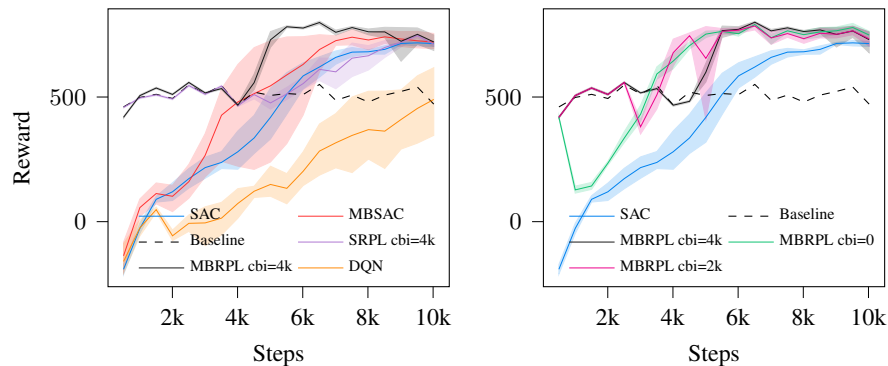 Reward
500
0
SAC
Baseline
MBRPL cbi=4k
MBSAC
SRPL cbi=4k
DQN
2k 4k 6k 8k 10k
Steps
500
0
SAC
MBRPL cbi=4k
MBRPL cbi=2k
Baseline
MBRPL cbi=0
2k 4k 6k 8k 10k
Steps